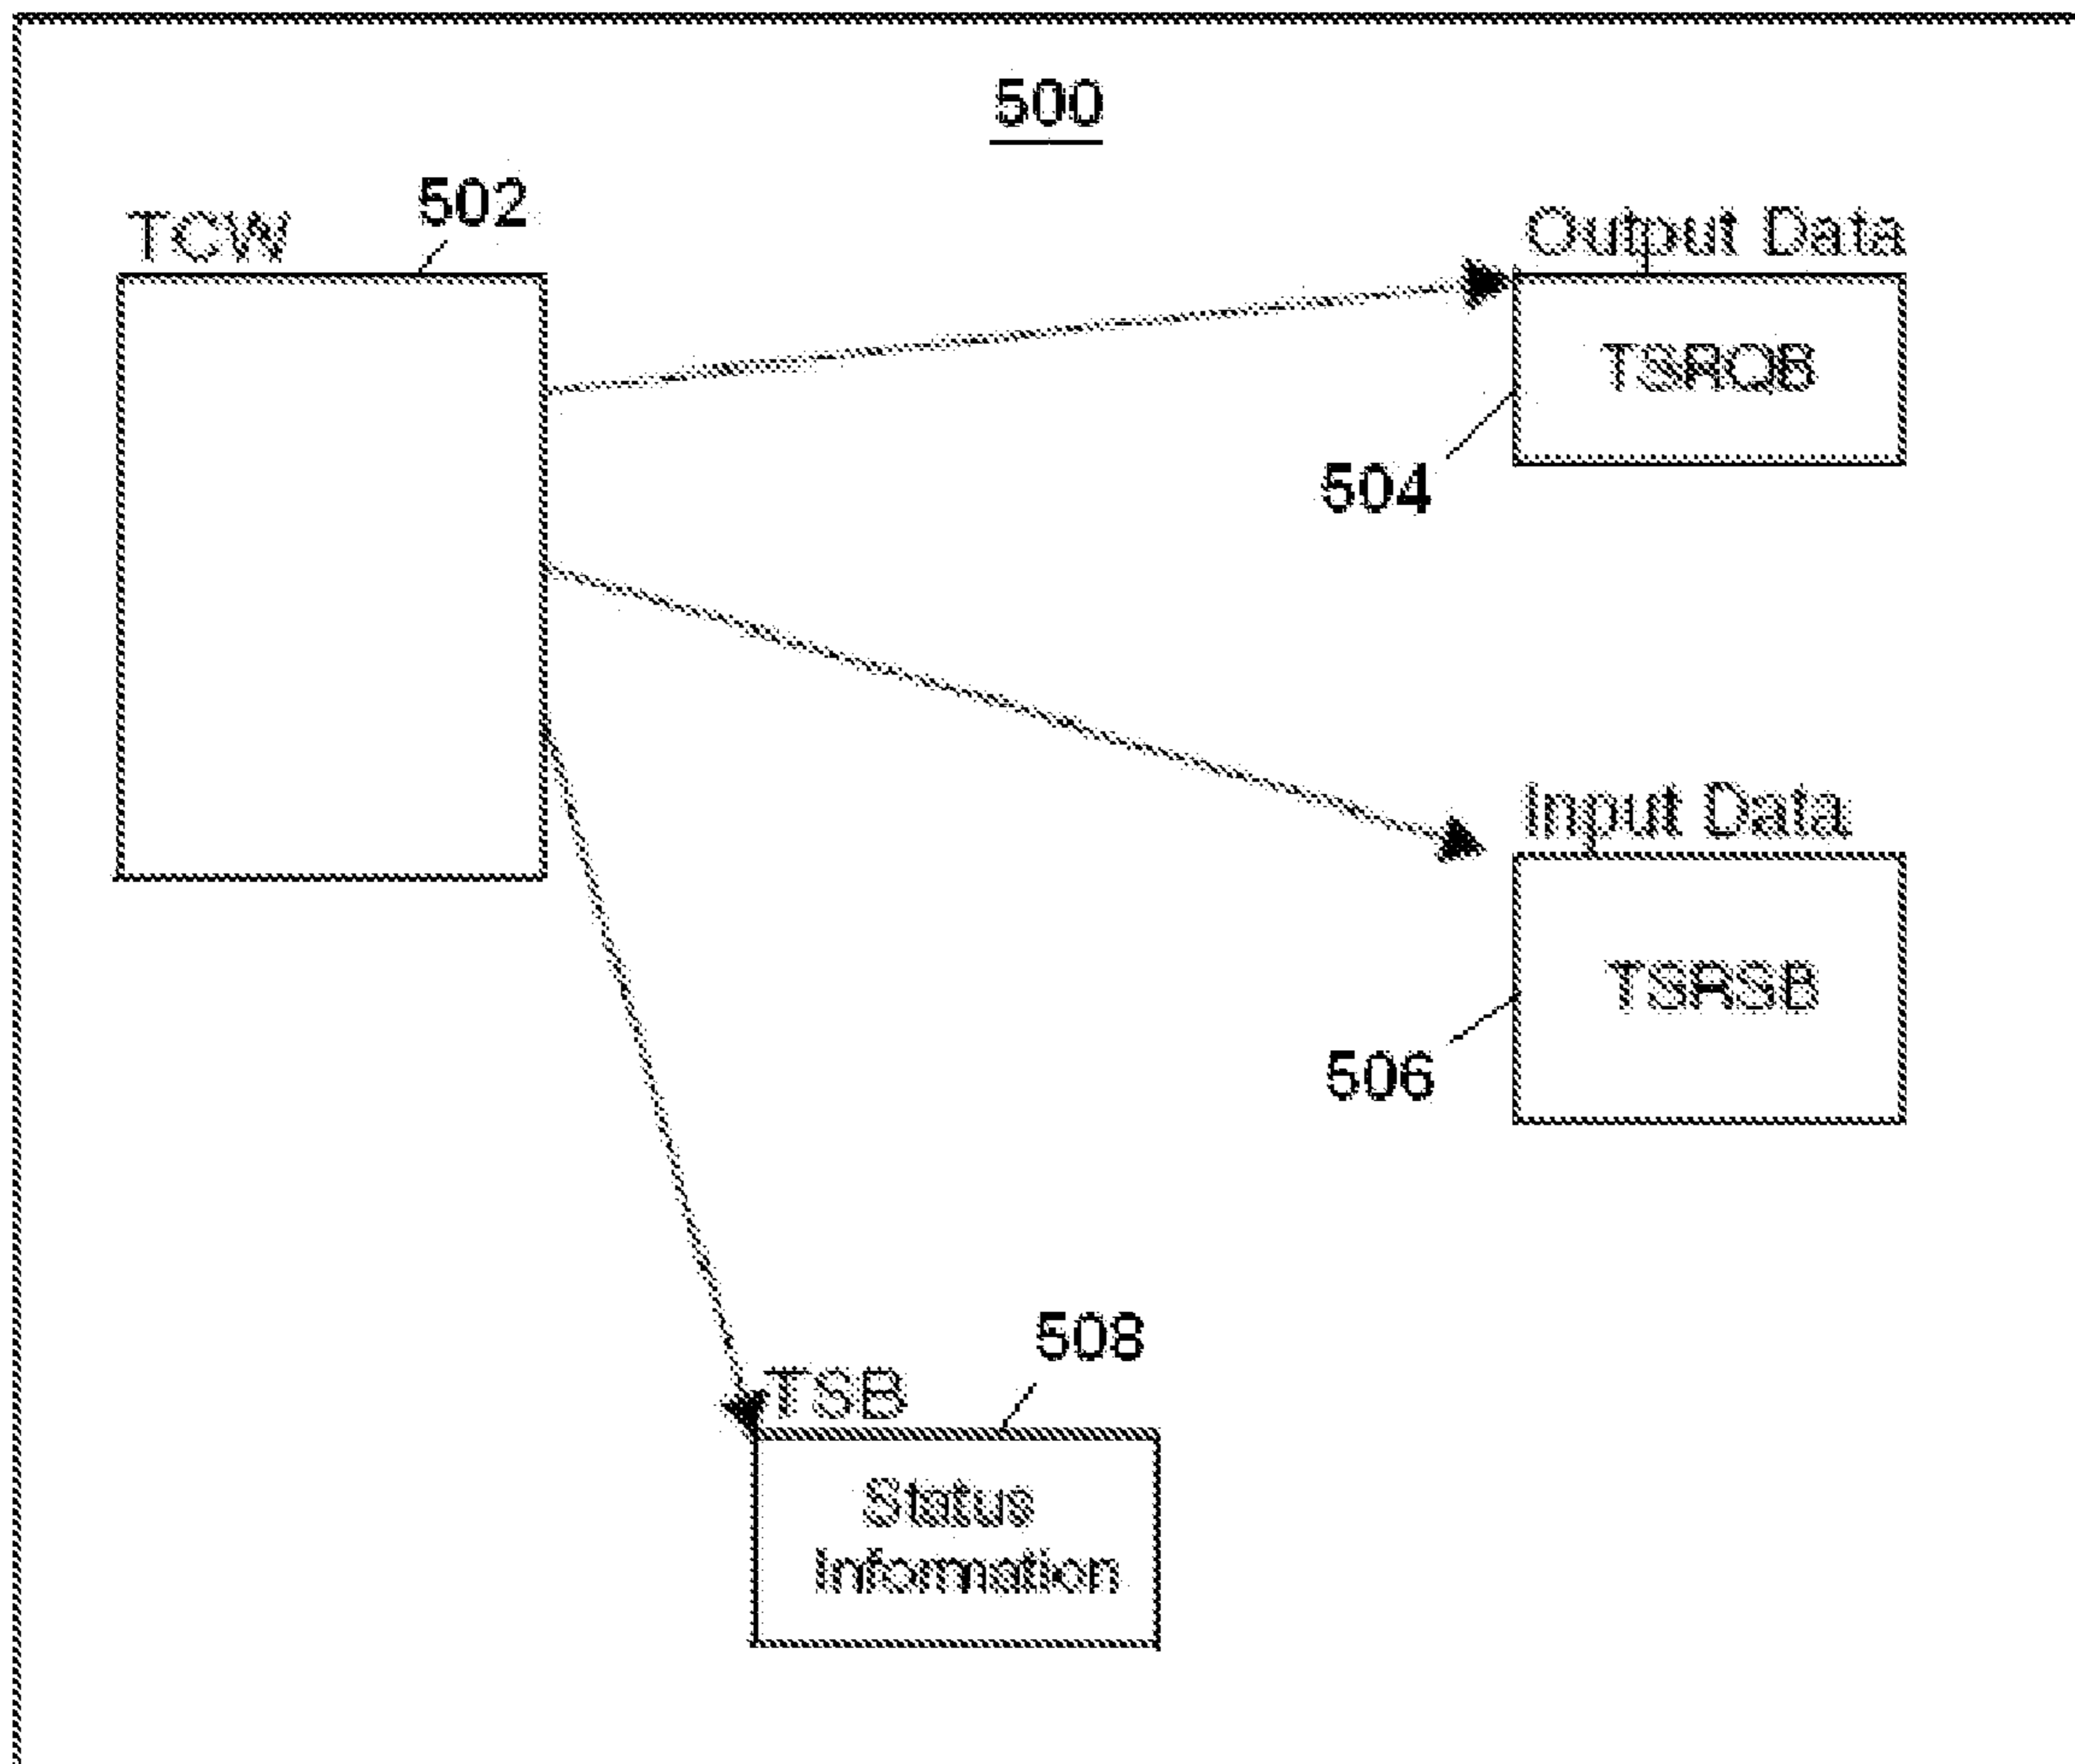 500
TCW
502
Output Data
TSRQB
504
Input Data
TSRSB
506
TSB
508
Status
Information